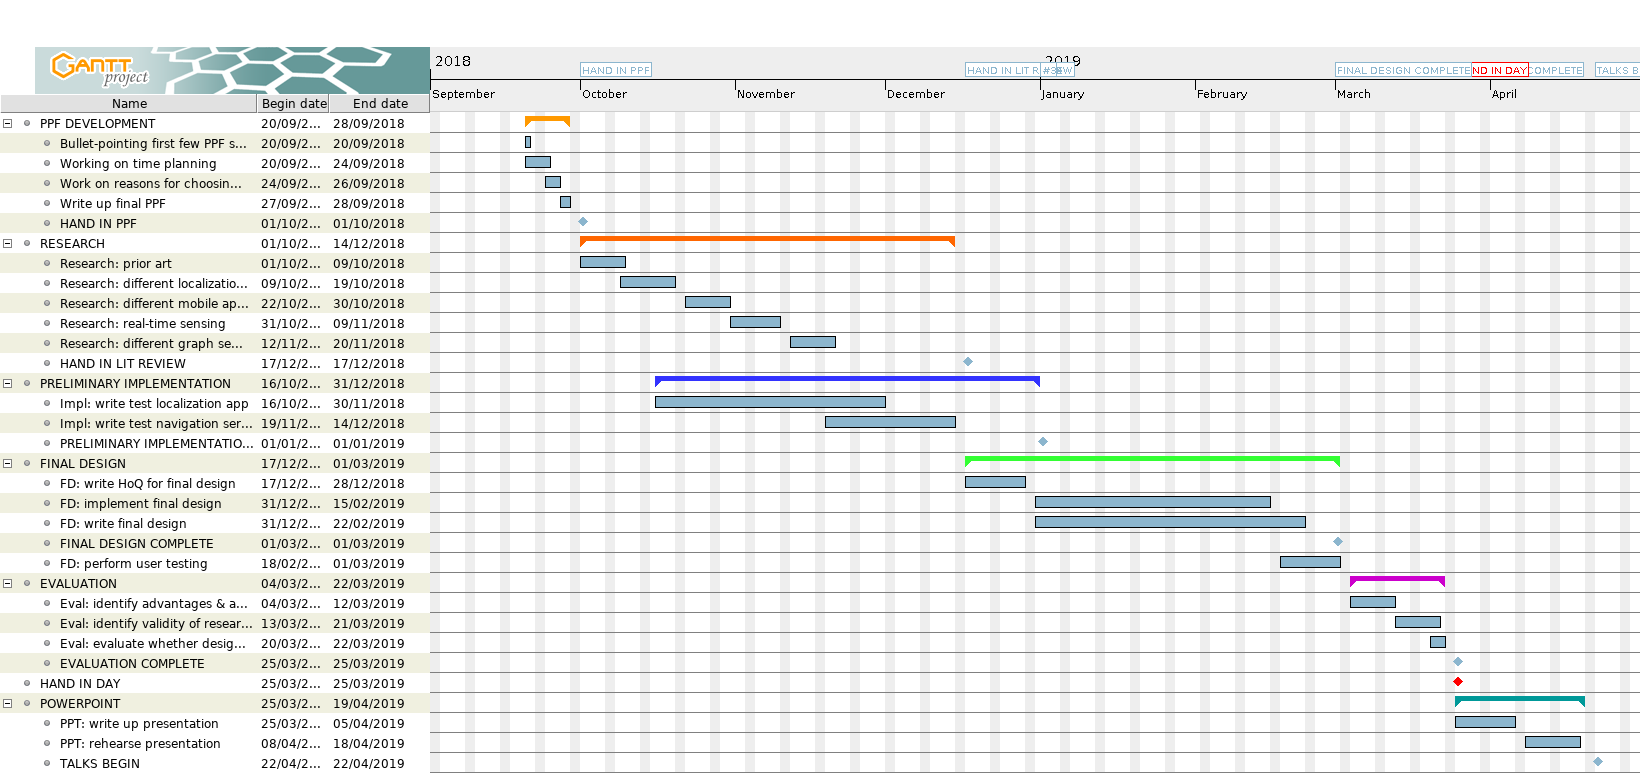 GANTT
project
2018
2019
HAND IN PPF
HAND IN LIT R
FINAL DESIGN COMPLETE
ND IN DAY
COMPLETE
TALKS B
September October November December January February March April
Name Begin date End date
PPF DEVELOPMENT 20/09/2... 28/09/2018
Bullet-pointing first few PPF s... 20/09/2... 20/09/2018
Working on time planning 20/09/2... 24/09/2018
Work on reasons for choosin... 24/09/2... 26/09/2018
Write up final PPF 27/09/2... 28/09/2018
HAND IN PPF 01/10/2... 01/10/2018
RESEARCH 01/10/2... 14/12/2018
Research: prior art 01/10/2... 09/10/2018
Research: different localizatio... 09/10/2... 19/10/2018
Research: different mobile ap... 22/10/2... 30/10/2018
Research: real-time sensing 31/10/2... 09/11/2018
Research: different graph se... 12/11/2... 20/11/2018
HAND IN LIT REVIEW 17/12/2... 17/12/2018
PRELIMINARY IMPLEMENTATION 16/10/2... 31/12/2018
Impl: write test localization app 16/10/2... 30/11/2018
Impl: write test navigation ser... 19/11/2... 14/12/2018
PRELIMINARY IMPLEMENTATIO... 01/01/2... 01/01/2019
FINAL DESIGN 17/12/2... 01/03/2019
FD: write HoQ for final design 17/12/2... 28/12/2018
FD: implement final design 31/12/2... 15/02/2019
FD: write final design 31/12/2... 22/02/2019
FINAL DESIGN COMPLETE 01/03/2... 01/03/2019
FD: perform user testing 18/02/2... 01/03/2019
EVALUATION 04/03/2... 22/03/2019
Eval: identify advantages & a... 04/03/2... 12/03/2019
Eval: identify validity of resear... 13/03/2... 21/03/2019
Eval: evaluate whether desig... 20/03/2... 22/03/2019
EVALUATION COMPLETE 25/03/2... 25/03/2019
HAND IN DAY 25/03/2... 25/03/2019
POWERPOINT 25/03/2... 19/04/2019
PPT: write up presentation 25/03/2... 05/04/2019
PPT: rehearse presentation 08/04/2... 18/04/2019
TALKS BEGIN 22/04/2... 22/04/2019